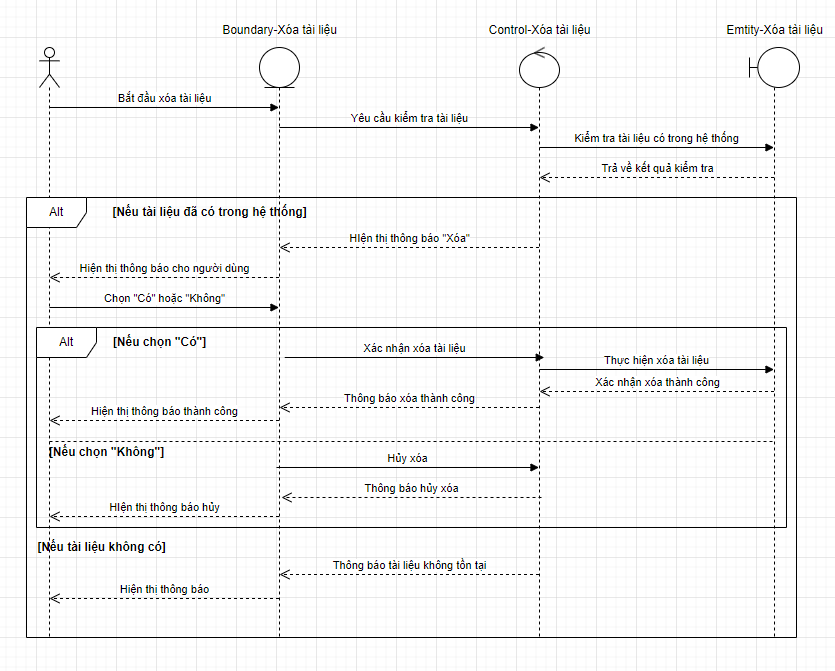 Boundary-Xóa tài liệu
Control-Xóa tài liệu
Emtity-Xóa tài liệu
Bắt đầu xóa tài liệu
Yêu cầu kiểm tra tài liệu
Kiểm tra tài liệu có trong hệ thống
Trả về kết quả kiểm tra
Alt
[Nếu tài liệu đã có trong hệ thống]
HIện thị thông báo "Xóa"
Hiện thị thông báo cho người dùng
Chọn "Có" hoặc "Không"
Alt
[Nếu chọn "Có"]
Xác nhận xóa tài liệu
Thực hiện xóa tài liệu
Xác nhận xóa thành công
Thông báo xóa thành công
Hiện thị thông báo thành công
[Nếu chọn "Không"]
Hủy xóa
Thông báo hủy xóa
HIện thị thông báo hủy
[Nếu tài liệu không có]
Thông báo tài liệu không tồn tại
Hiện thị thông báo